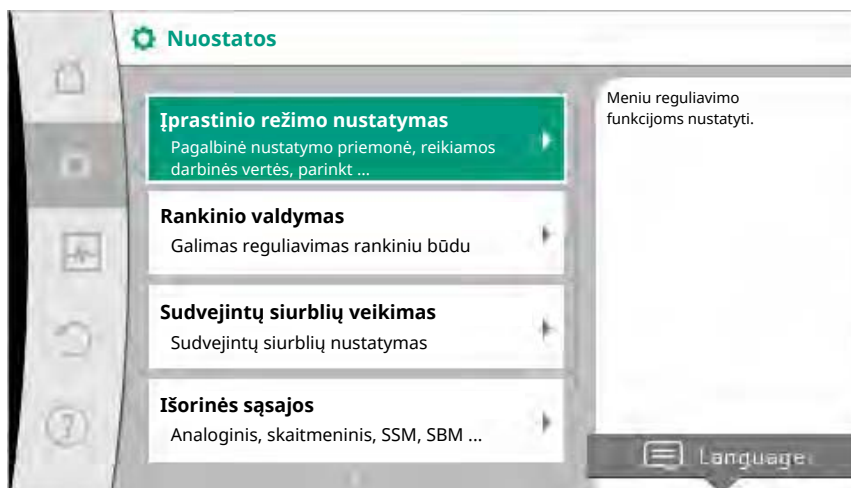 Nuostatos
Įprastinio režimo nustatymas
Pagalbinė nustatymo priemonė, reikiamos
darbinės vertės, parinkt ...
Rankinio valdymas
Galimas reguliavimas rankiniu būdu
Sudvejintų siurblių veikimas
Sudvejintų siurblių nustatymas
Išorinės sąsajos
Analoginis, skaitmeninis, SSM, SBM ...
Meniu reguliavimo
funkcijoms nustatyti.
Language